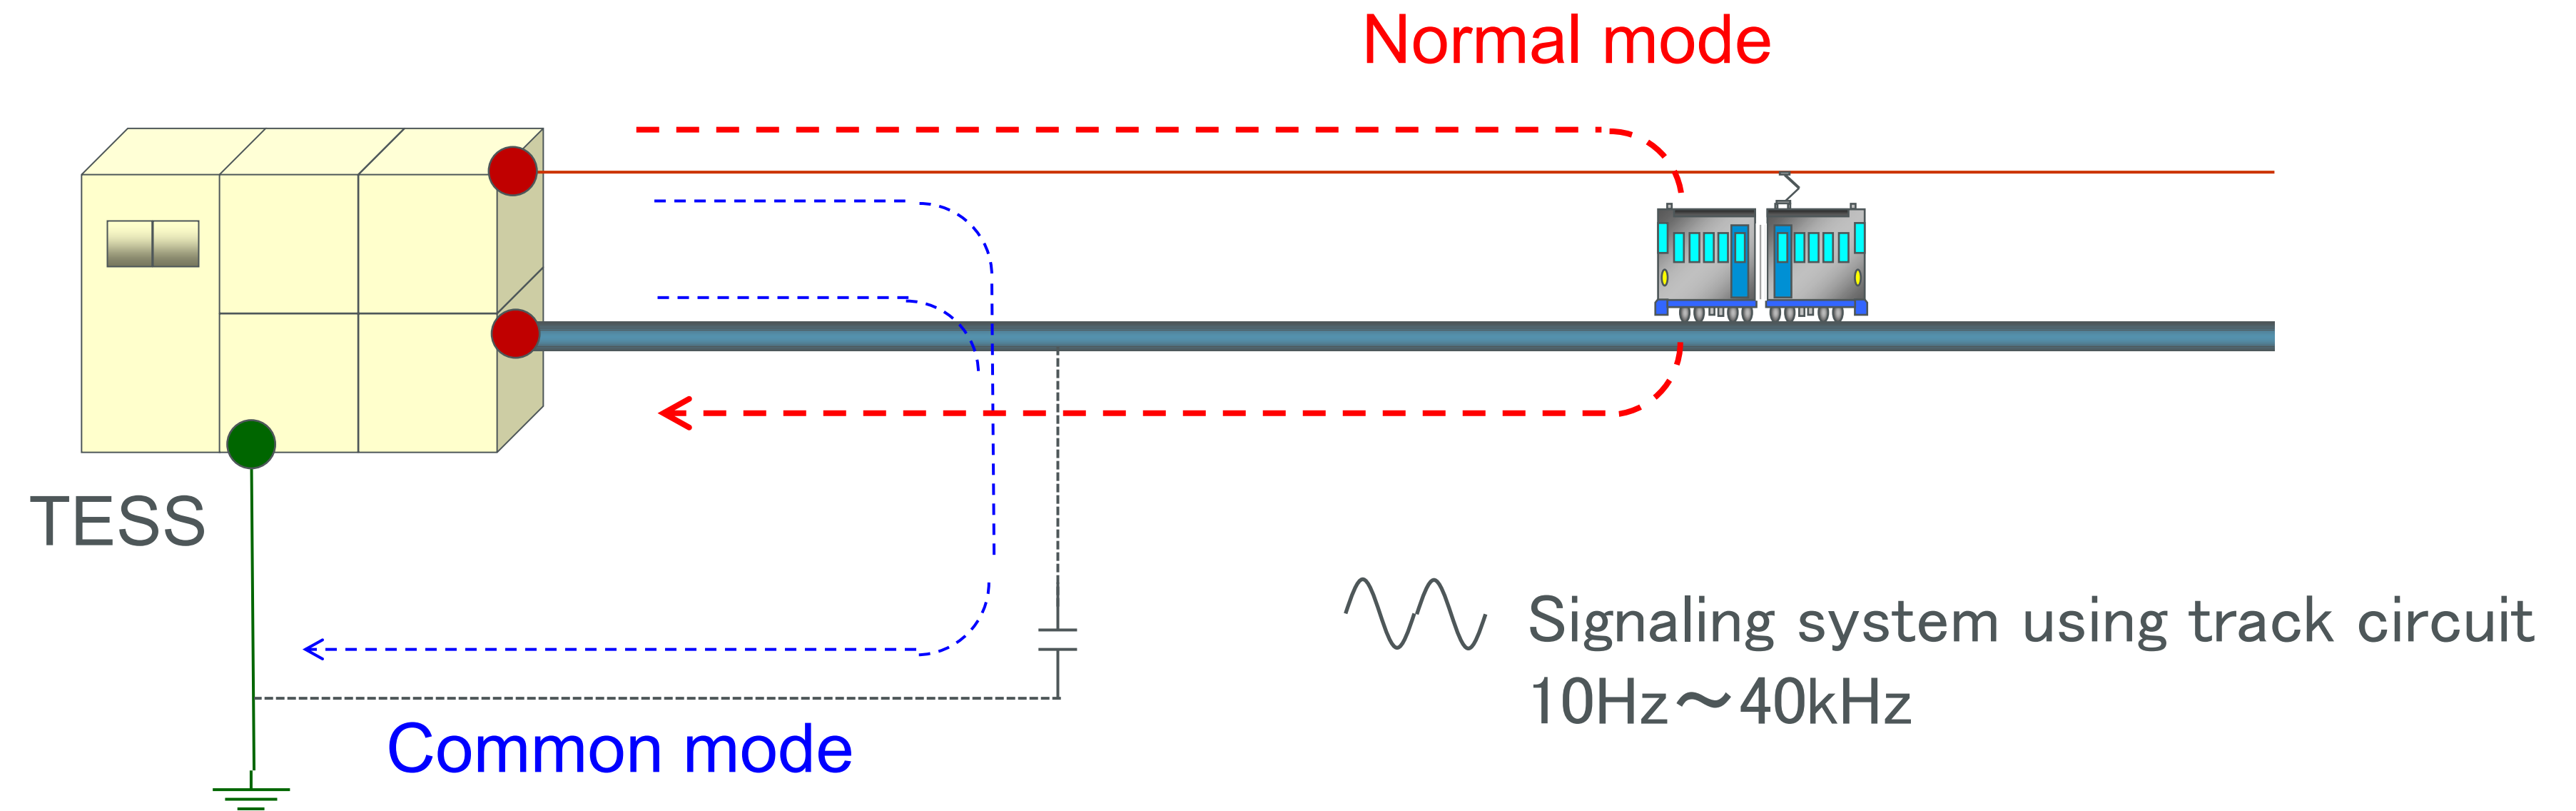 Normal mode
TESS
Signaling system using track circuit
10Hz～40kHz
Common mode